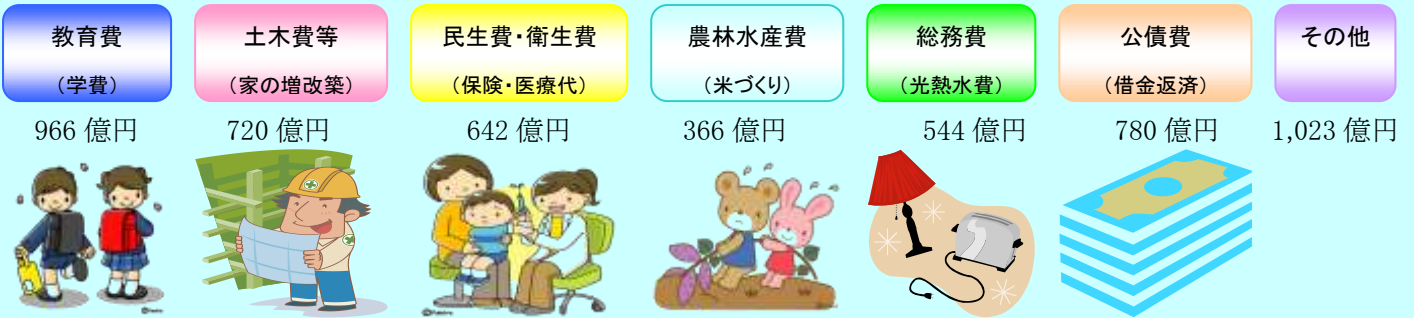 教育費
(学費)
966 億円
土木費等
(家の増改築)
720 億円
民生費・衛生費
(保険・医療代)
642 億円
農林水産費
(米づくり)
366 億円
総務費
(光熱水費)
544 億円
公債費
(借金返済)
780 億円
その他
1,023 億円